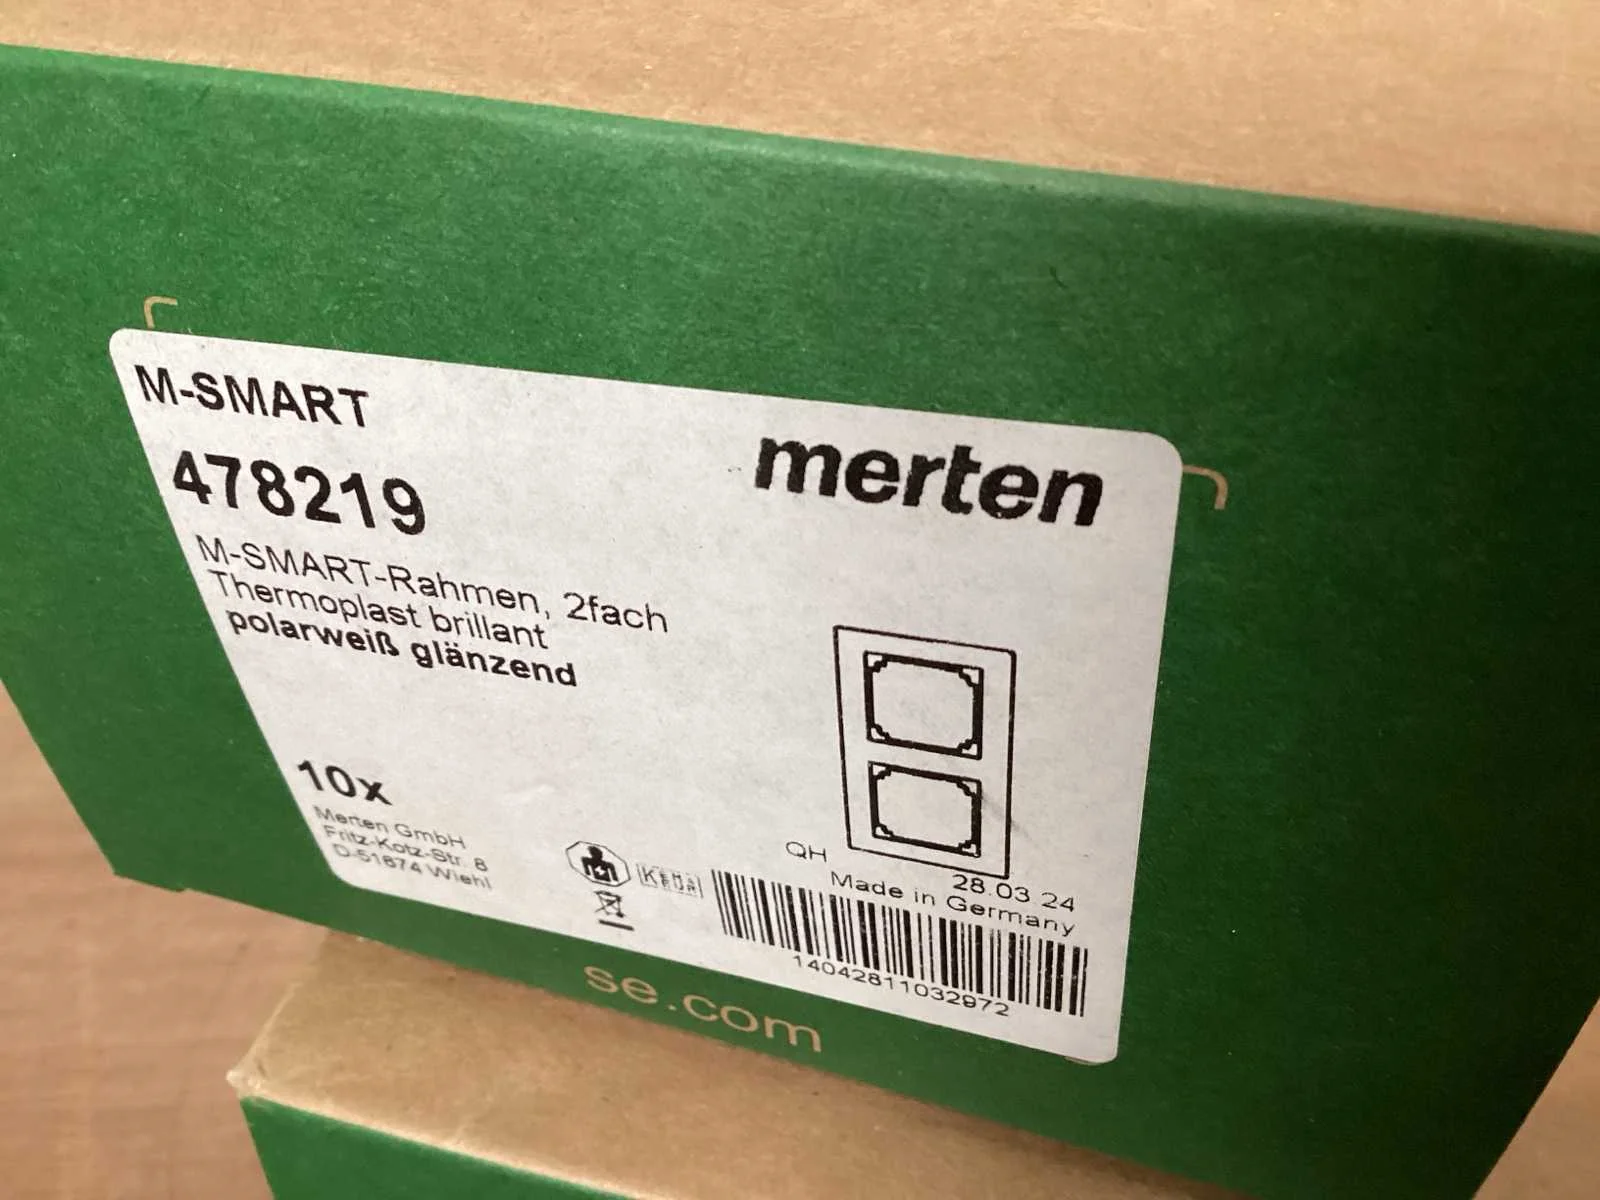 M-SMART
merten
478219
M-SMART-Rahmen, 2fach
Thermoplast brillant
polarweiß glänzend
10x
Merten GmbH
Fritz-Kotz-Str. 8
D-51674 Wiehl
QH
28.03 24
Made in Germany
14042811032972
se.com